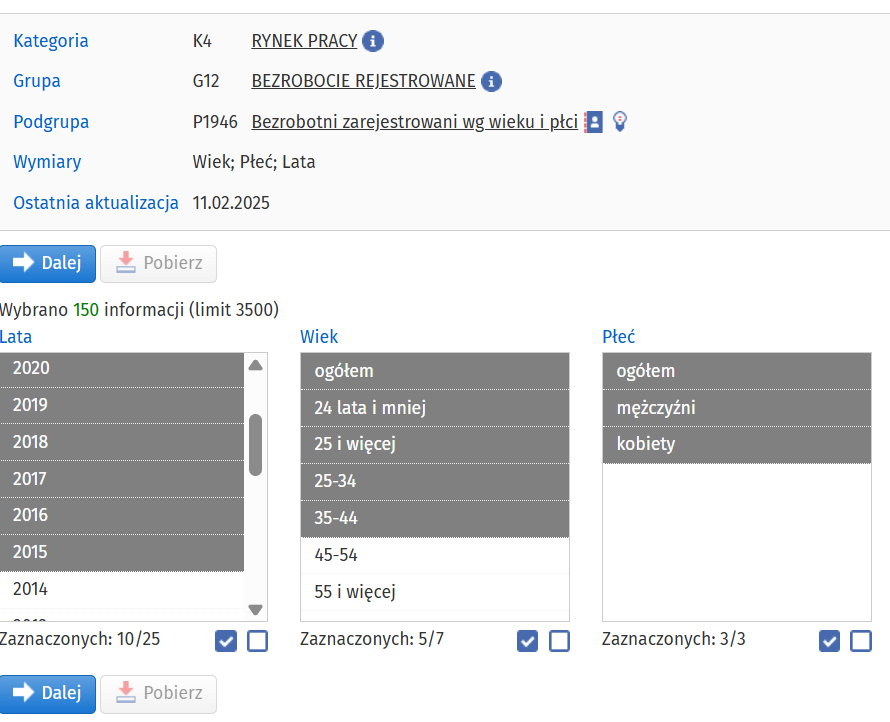 Kategoria K4 RYNEK PRACY
Grupa G12 BEZROBOCIE REJESTROWANE
Podgrupa P1946 Bezrobotni zarejestrowani wg wieku i płci
Wymiary Wiek; Płeć; Lata
Ostatnia aktualizacja 11.02.2025
Dalej Pobierz
Wybrano 150 informacji (limit 3500)
Lata Wiek Płeć
2020 ogółem ogółem
2019 24 lata i mniej mężczyźni
2018 25 i więcej kobiety
2017 25-34
2016 35-44
2015 45-54
2014 55 i więcej
Zaznaczonych: 10/25 Zaznaczonych: 5/7 Zaznaczonych: 3/3
Dalej Pobierz